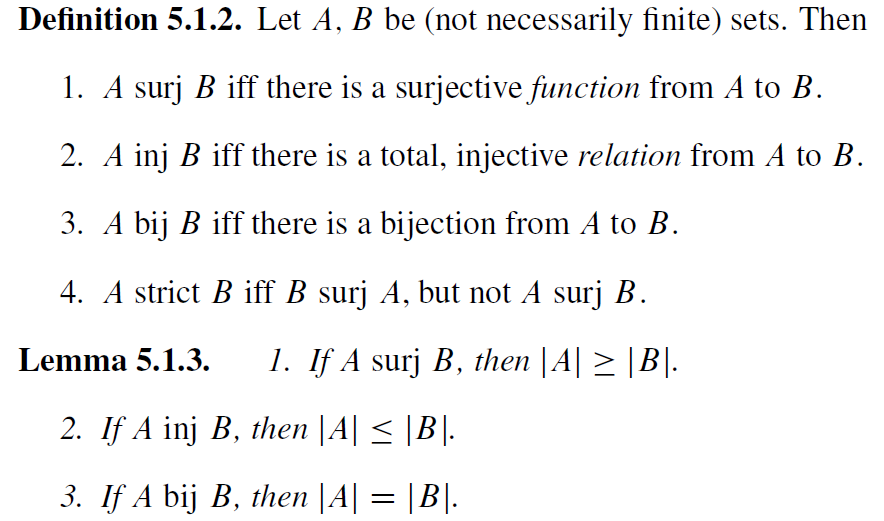 Definition 5.1.2. Let A, B be (not necessarily finite) sets. Then
1. A surj B iff there is a surjective function from A to B.
2. A inj B iff there is a total, injective relation from A to B.
3. A bij B iff there is a bijection from A to B.
4. A strict B iff B surj A, but not A surj B.
Lemma 5.1.3. 1. If A surj B, then |A| ≥ |B|.
2. If A inj B, then |A| ≤ |B|.
3. If A bij B, then |A| = |B|.